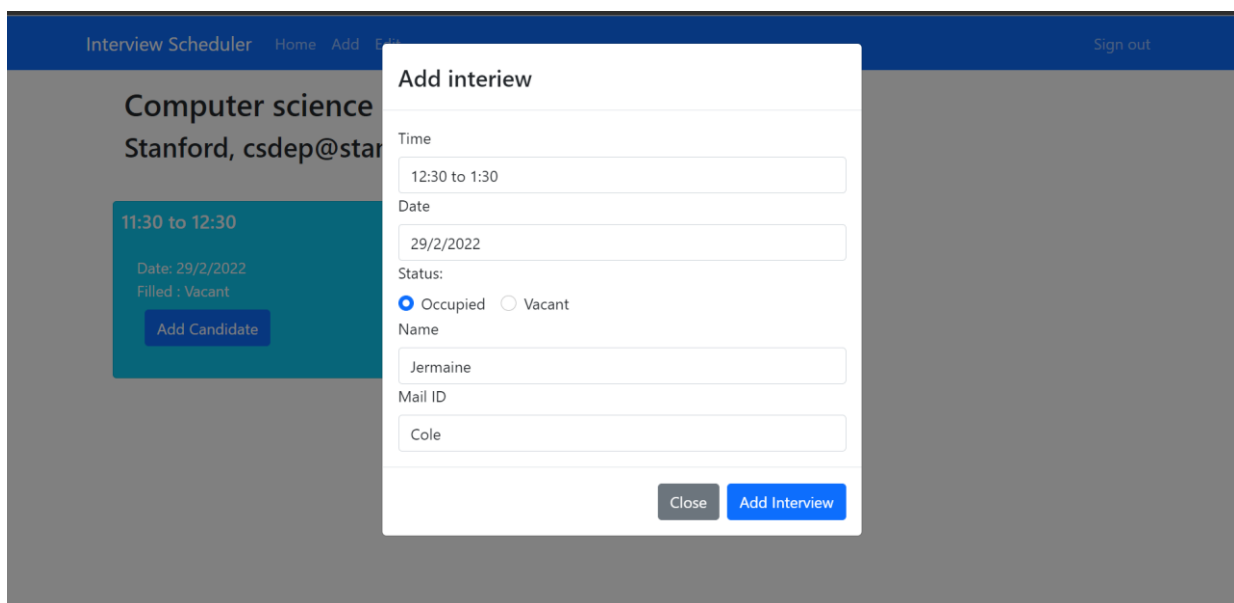 Interview Scheduler Home Add Edit Sign out
Computer science
Stanford,
11:30 to 12:30
Date: 29/2/2022
Filled : Vacant
Add Candidate
Add interiew
Time
12:30 to 1:30
Date
29/2/2022
Status:
Occupied Vacant
Name
Jermaine
Mail ID
Cole
Close Add Interview